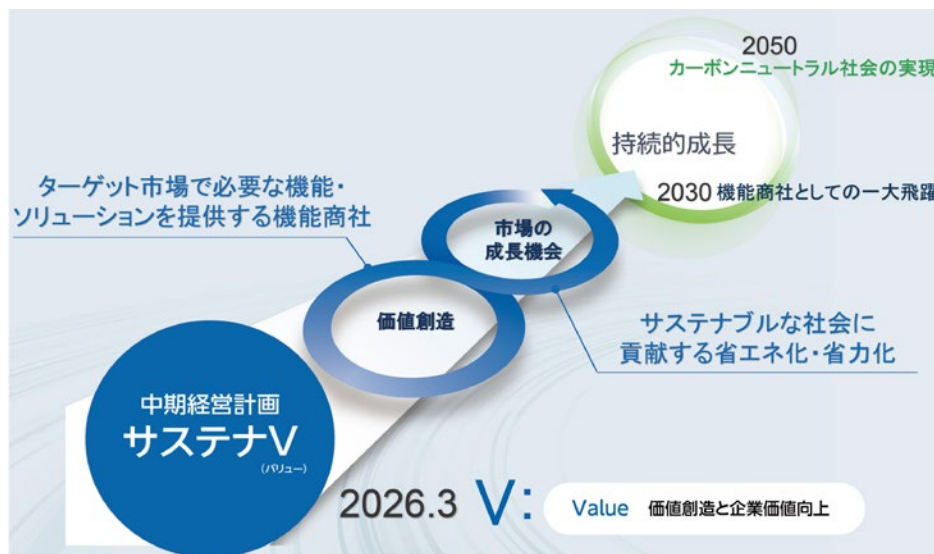 2050
カーボンニュートラル社会の実現
持続的成長
2030 機能商社としての一大飛躍
ターゲット市場で必要な機能・
ソリューションを提供する機能商社
市場の
成長機会
価値創造
サステナブルな社会に
貢献する省エネ化・省力化
中期経営計画
サステナV
(バリュー)
2026.3 V: Value 価値創造と企業価値向上